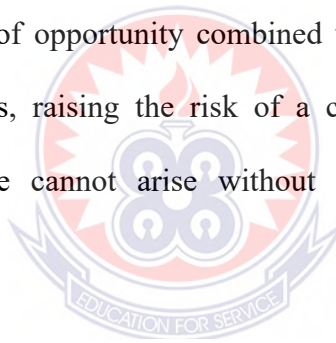 of opportunity combined
s, raising the risk of a
e cannot arise without
EDUCATION FOR SERVICE